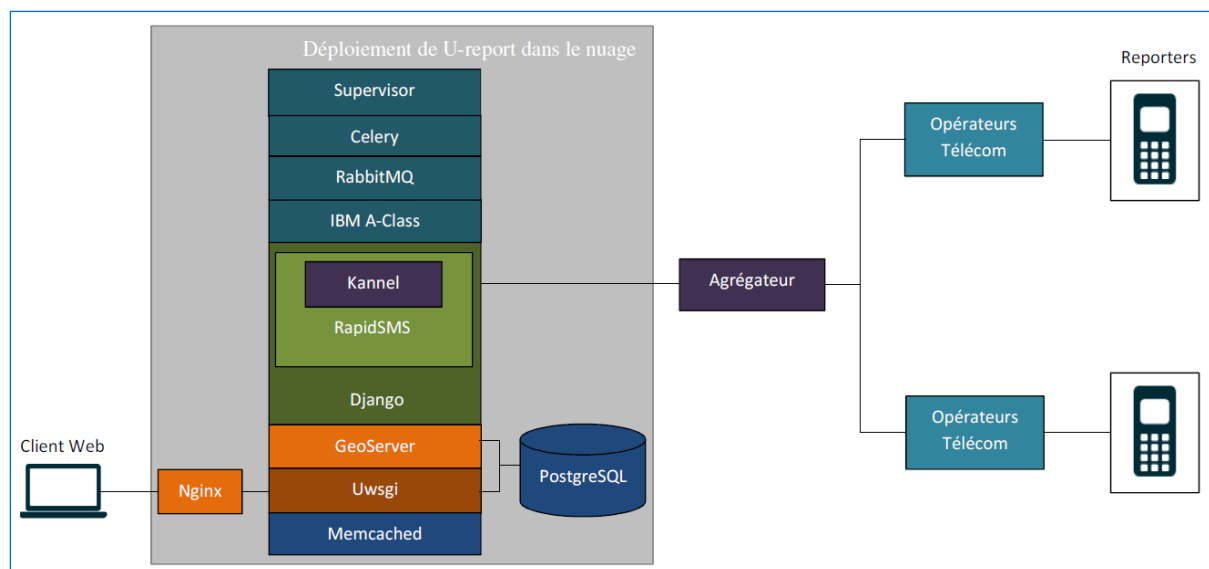 Déploiement de U-report dans le nuage
Reporters
Supervisor
Celery
RabbitMQ
IBM A-Class
Kannel
RapidSMS
Django
GeoServer
Uwsgi
Memcached
PostgreSQL
Client Web
Nginx
Agrégateur
Opérateurs
Télécom
Opérateurs
Télécom